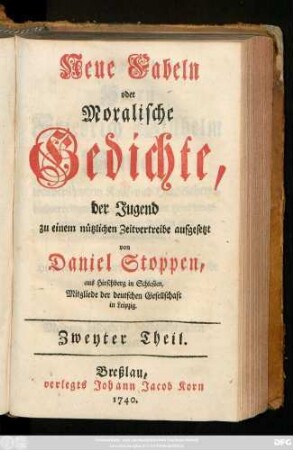 Neue Fabeln
oder
Moralische
Gedichte,
der Jugend
zu einem nützlichen Zeitvertreibe aufgesetzt
von
Daniel Stoppen,
aus Hirschberg in Schlesien,
Mitgliede der deutschen Gesellschaft
in Leipzig.
Zweyter Theil.
Breßlau,
verlegts Johann Jacob Korn
1740.